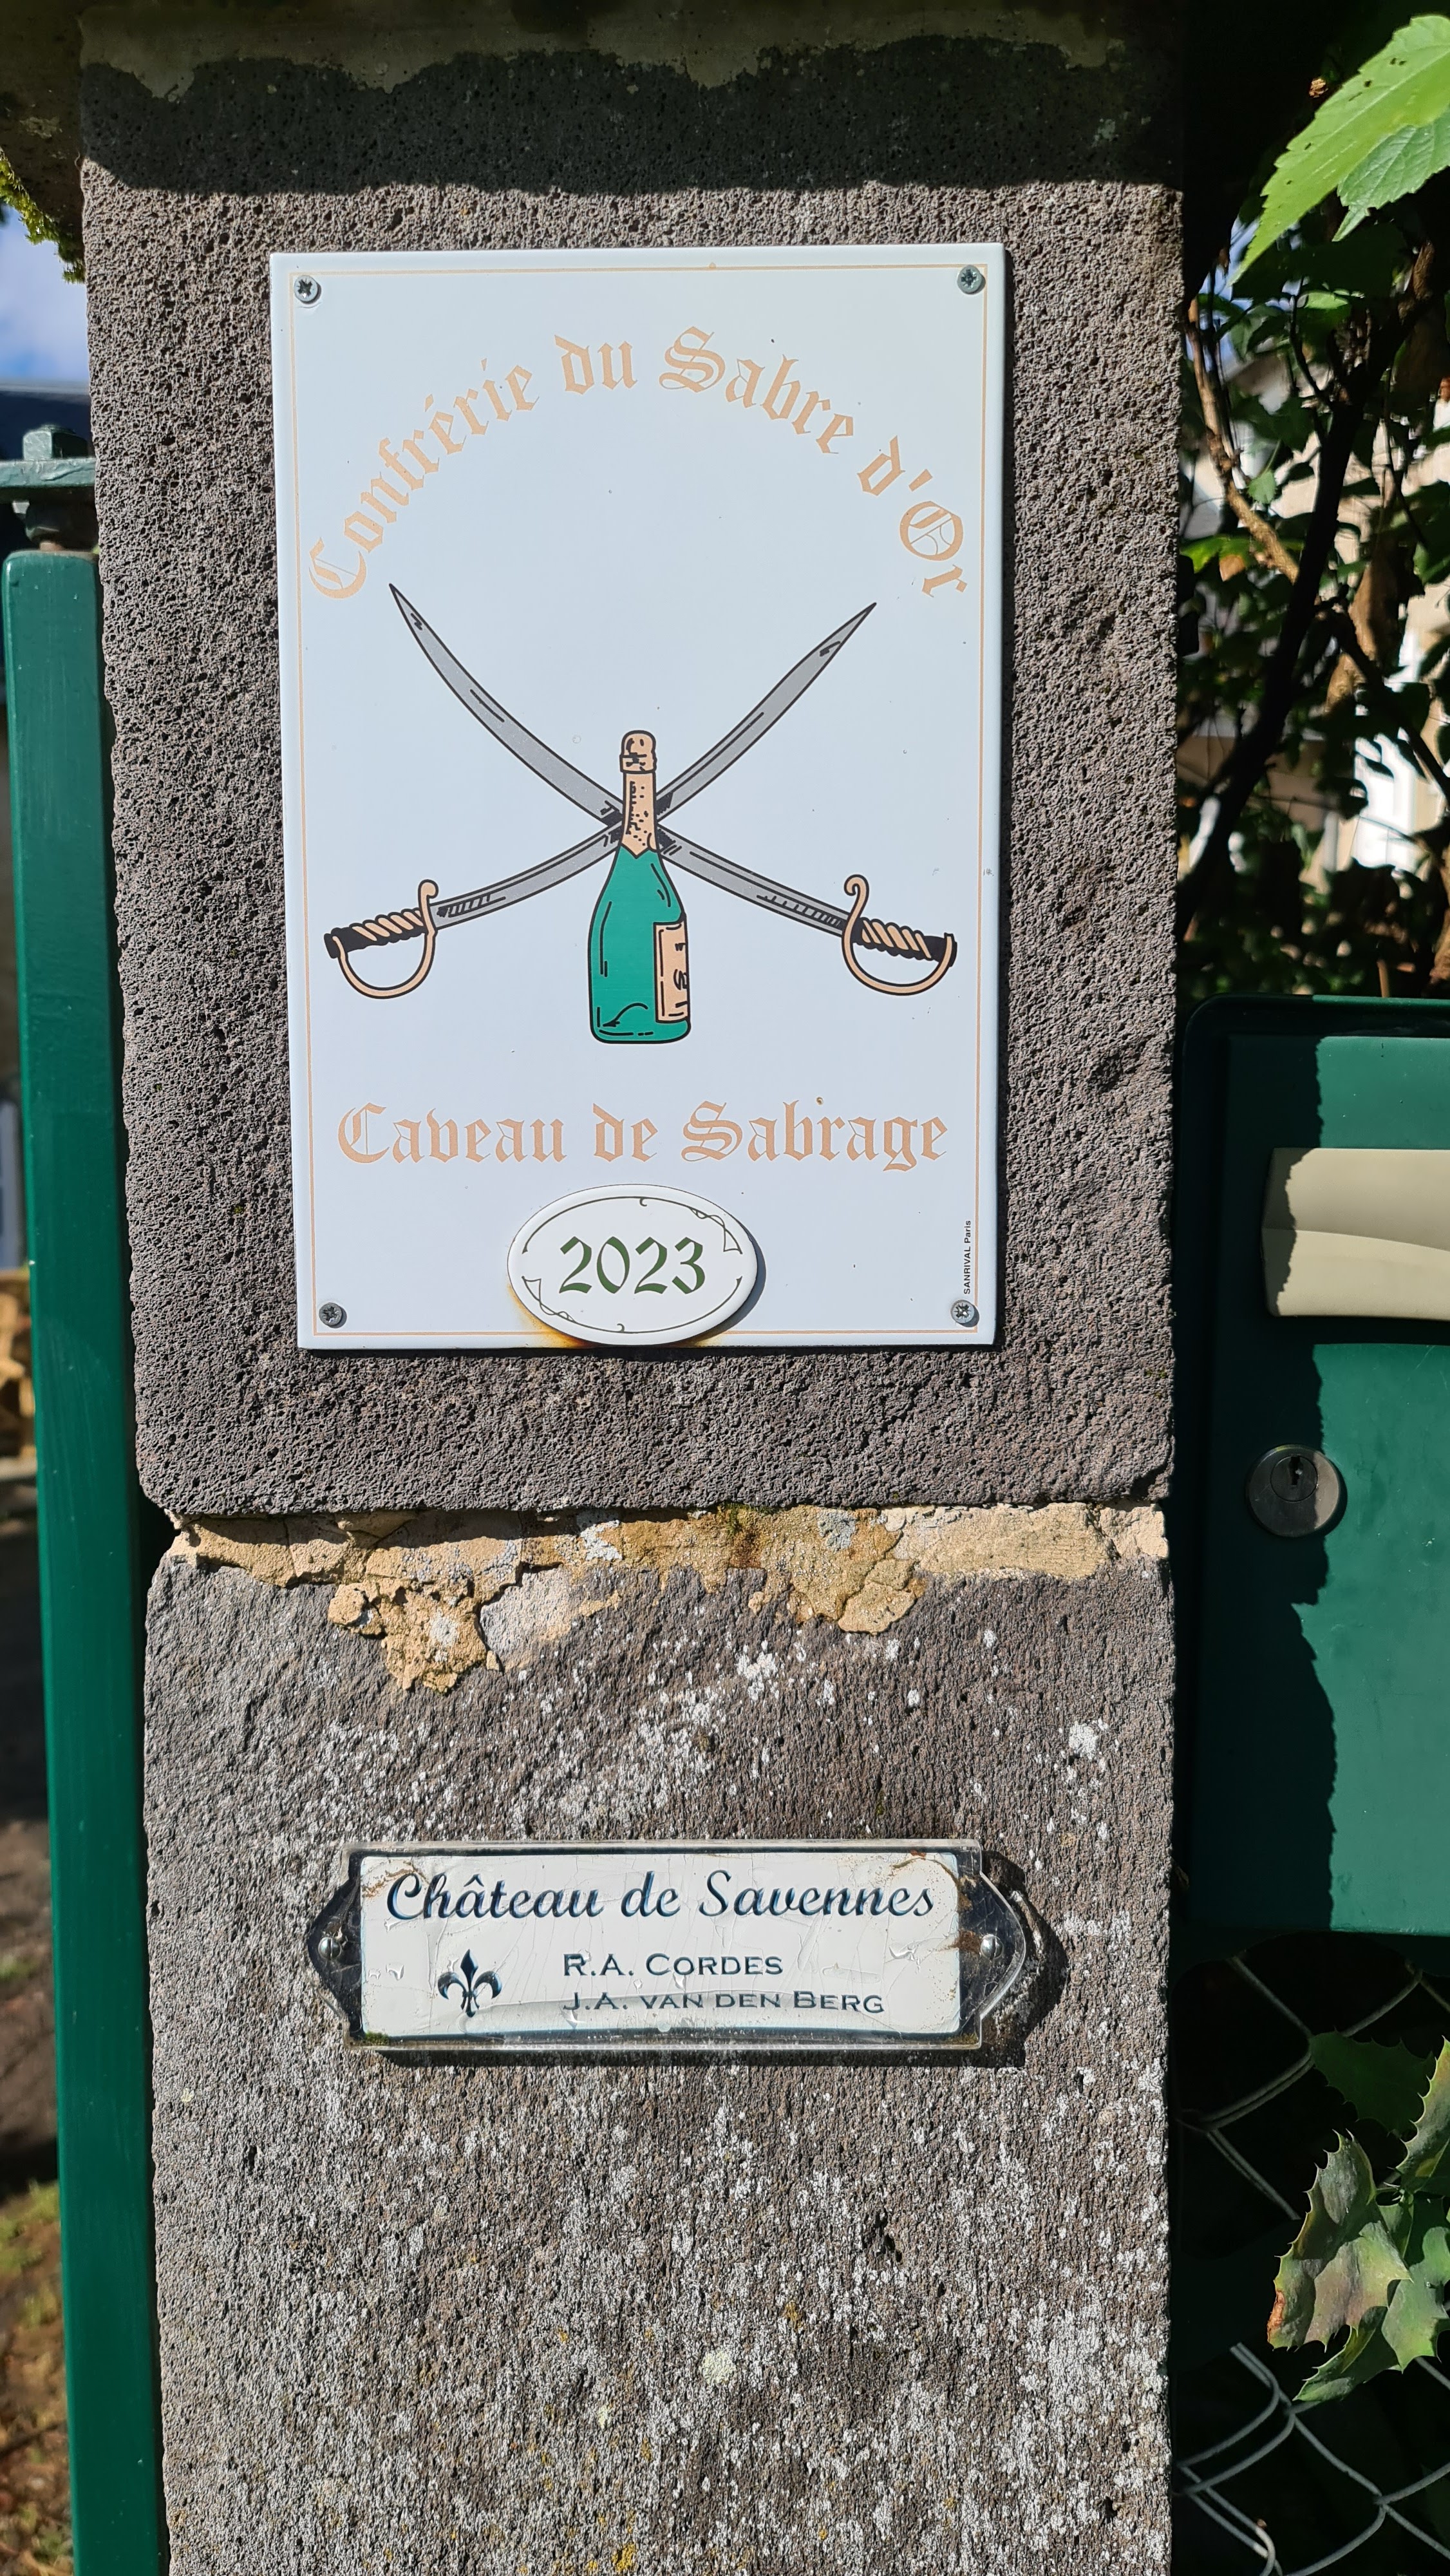 Confrérie du Sabre d'Or
Caveau de Sabrage
2023
SANRIVAL Paris
Château de Savennes
R.A. CORDES
J.A. VAN DEN BERG